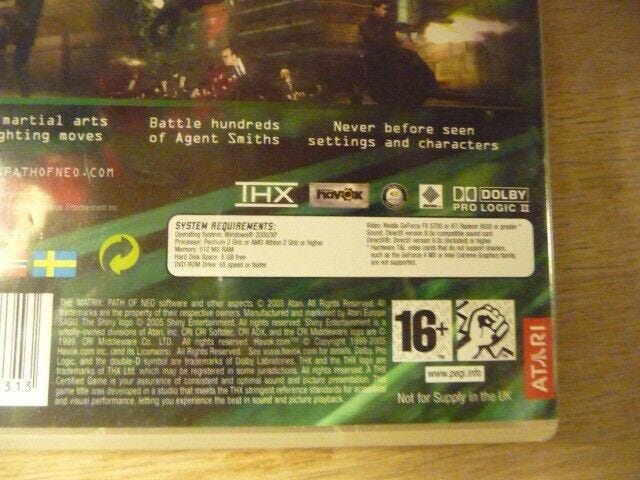 martial arts
ghting moves
Battle hundreds
of Agent Smiths
Never before seen
settings and characters
PATHOFNEO.COM
Entertainment Inc.
THX
HAVOK
DOLBY
PRO LOGIC II
SYSTEM REQUIREMENTS:
Operating System: Windows® 2000/XP
Processor: Pentium 2 GHz or AMD Athlon 2 GHz or higher
Memory: 512 MB RAM
Hard Disk Space: 6 GB free
DVD-ROM Drive: 6X speed or faster
Video: Nvidia GeForce FX 5700 or ATI Radeon 9500 or greater
Sound: DirectX version 9.0c compatible sound card
DirectX®: DirectX version 9.0c (included) or higher
Hardware T&L video cards that do not support shaders,
such as the GeForce 4 MX or Intel Extreme Graphics family,
are not supported.
THE MATRIX: PATH OF NEO software and other aspects © 2005 Atari. All Rights Reserved. All
trademarks are the property of their respective owners. Manufactured and marketed by Atari Europe
SASU. The Shiny logo © 2005 Shiny Entertainment. All rights reserved. Shiny Entertainment is a
wholly-owned divisions of Atari, Inc. CRI Sofdec, CRI ADX, and the CRI Middleware logo are ©
1999, CRI Middleware Co. LTD. All rights reserved. Havok.com™ © Copyright 1999-2005
Havok.com inc. (and its Licensors). All Rights Reserved. See www.havok.com for details. Dolby, Pro
Logic, and the double-D symbol are trademarks of Dolby Laboratories. THX and the THX logo are
trademarks of THX Ltd. which may be registered in some jurisdictions. All rights reserved. A THX
Certified Game is your assurance of consistent and optimal sound and picture presentation. This
game title was developed in a studio that meets the THX stringent reference standards for acoustical
and visual performance, letting you experience the best in sound and picture playback.
313
16+
www.pegi.info
Not for Supply in the UK
ATARI